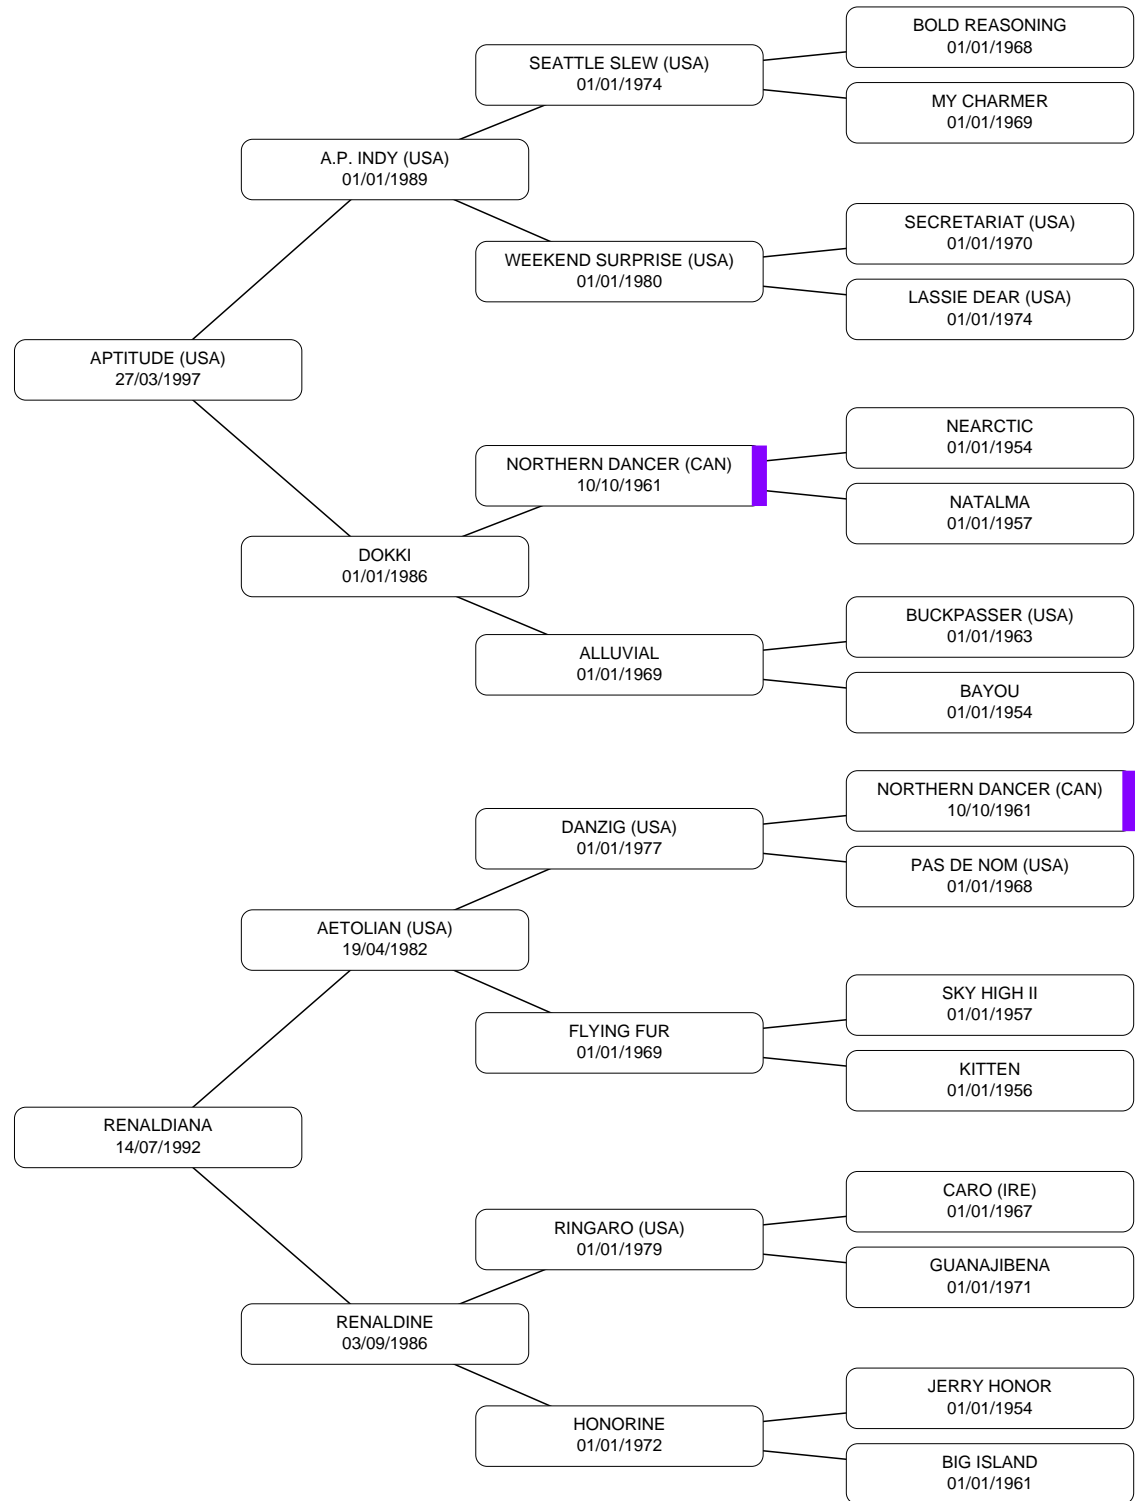 BOLD REASONING
01/01/1968
SEATTLE SLEW (USA)
01/01/1974
MY CHARMER
01/01/1969
A.P. INDY (USA)
01/01/1989
SECRETARIAT (USA)
01/01/1970
WEEKEND SURPRISE (USA)
01/01/1980
LASSIE DEAR (USA)
01/01/1974
APTITUDE (USA)
27/03/1997
NEARCTIC
01/01/1954
NORTHERN DANCER (CAN)
10/10/1961
NATALMA
01/01/1957
DOKKI
01/01/1986
BUCKPASSER (USA)
01/01/1963
ALLUVIAL
01/01/1969
BAYOU
01/01/1954
NORTHERN DANCER (CAN)
10/10/1961
DANZIG (USA)
01/01/1977
PAS DE NOM (USA)
01/01/1968
AETOLIAN (USA)
19/04/1982
SKY HIGH II
01/01/1957
FLYING FUR
01/01/1969
KITTEN
01/01/1956
RENALDIANA
14/07/1992
CARO (IRE)
01/01/1967
RINGARO (USA)
01/01/1979
GUANAJIBENA
01/01/1971
RENALDINE
03/09/1986
JERRY HONOR
01/01/1954
HONORINE
01/01/1972
BIG ISLAND
01/01/1961